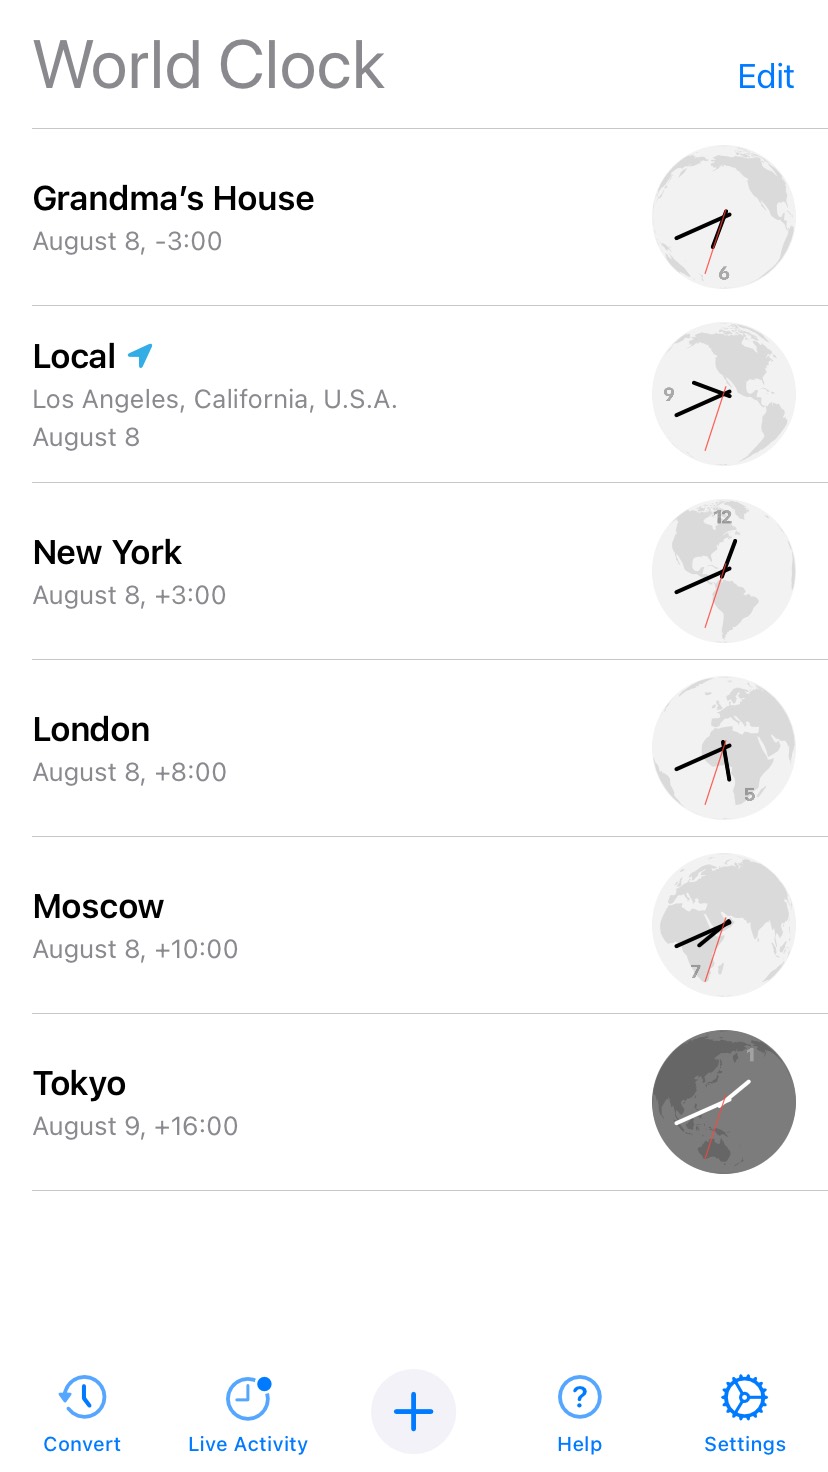 World Clock
Edit
Grandma’s House
August 8, -3:00
6
Local
Los Angeles, California, U.S.A.
August 8
9
New York
August 8, +3:00
12
London
August 8, +8:00
5
Moscow
August 8, +10:00
7
Tokyo
August 9, +16:00
1
Convert
Live Activity
?
Help
Settings